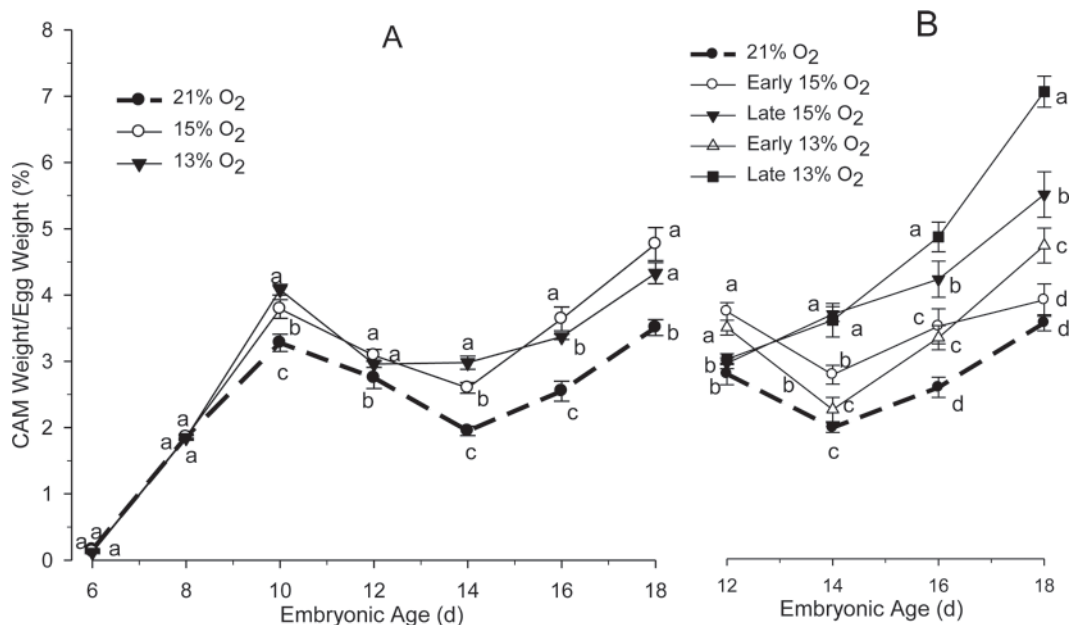 A
21% O2
15% O2
13% O2
B
21% O2
Early 15% O2
Late 15% O2
Early 13% O2
Late 13% O2
CAM Weight/Egg Weight (%)
8
7
6
5
4
3
2
1
0
a a a
a a a
a b c
a a b
a b c
a b c
a a b
a a b b
a a b b c c
a b c c d
a b c d d
6 8 10 12 14 16 18
12 14 16 18
Embryonic Age (d)
Embryonic Age (d)